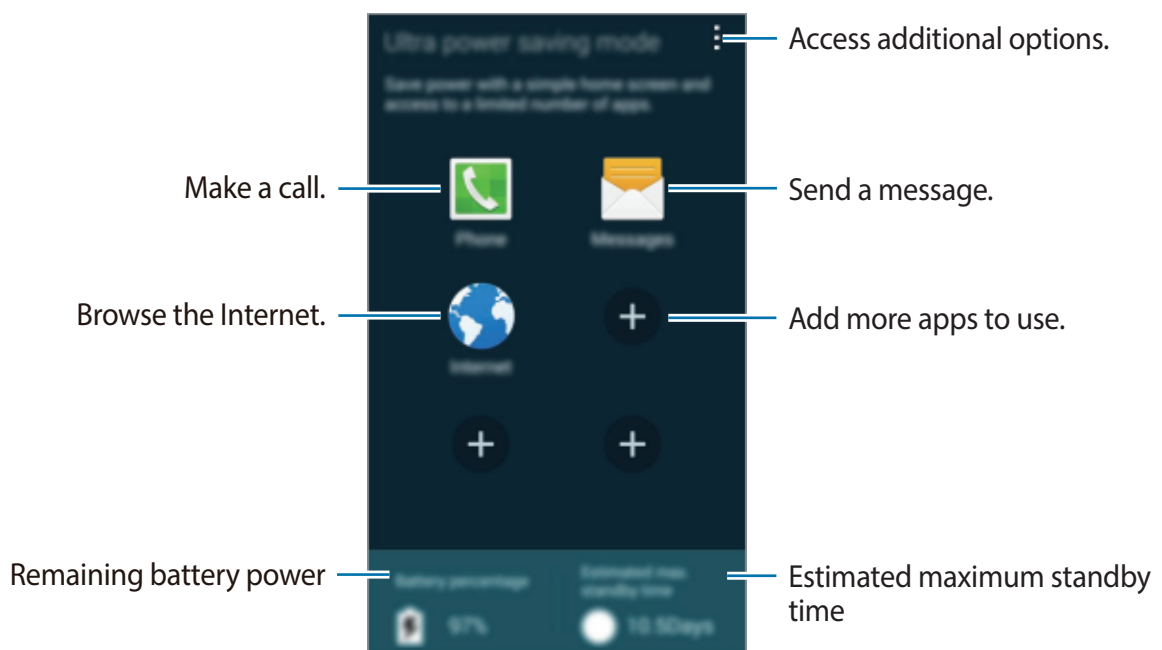 Ultra power saving mode
Access additional options.
Save power with a simple home screen and
access to a limited number of apps.
Make a call.
Send a message.
Phone
Messages
Browse the Internet.
Add more apps to use.
Internet
Remaining battery power
Battery percentage
Estimated max.
standby time
Estimated maximum standby
time
97%
10.5Days